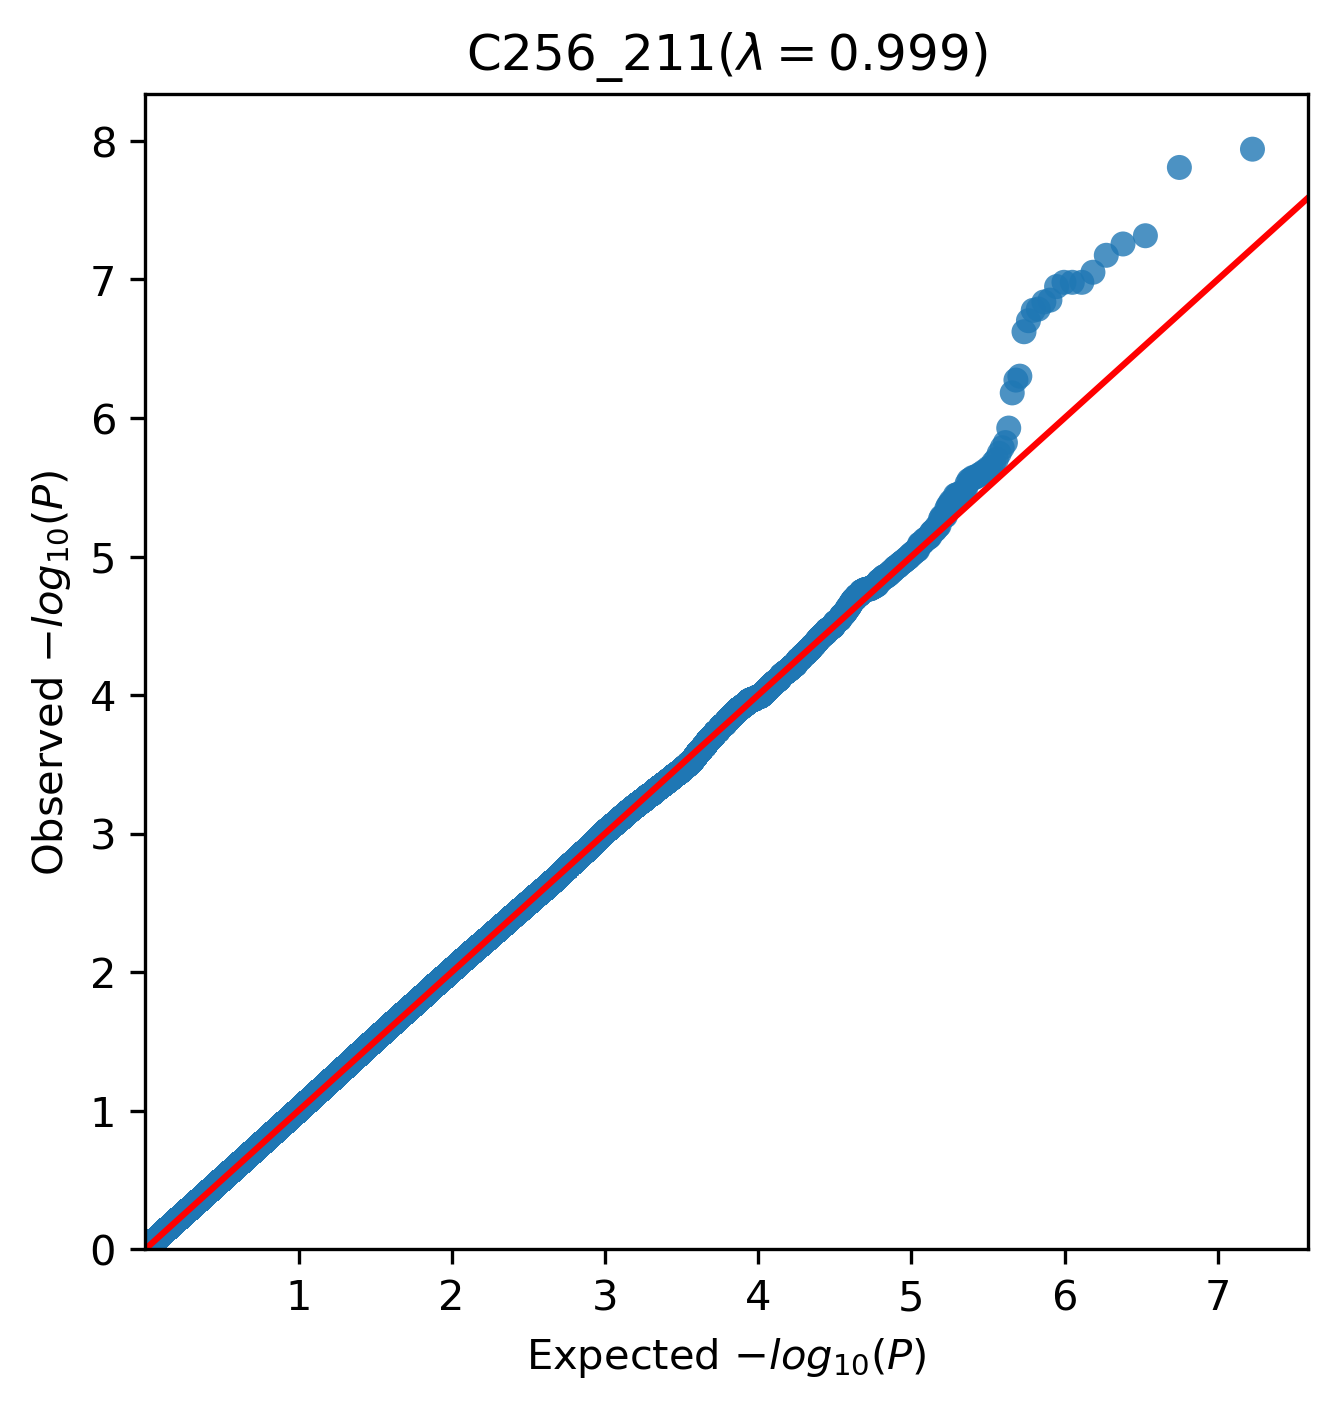 C256_211(λ = 0.999)
8
7
6
5
4
3
2
1
0
Observed −log₁₀(P)
1 2 3 4 5 6 7
Expected −log₁₀(P)